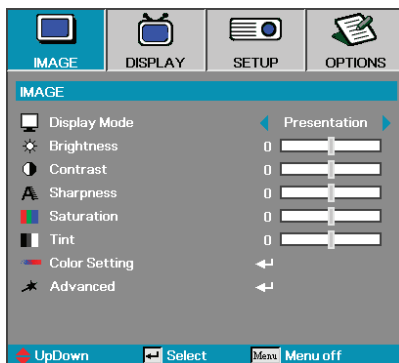 IMAGE DISPLAY SETUP OPTIONS
IMAGE
Display Mode Presentation
Brightness 0
Contrast 0
Sharpness 0
Saturation 0
Tint 0
Color Setting
Advanced
UpDown Select Menu Menu off